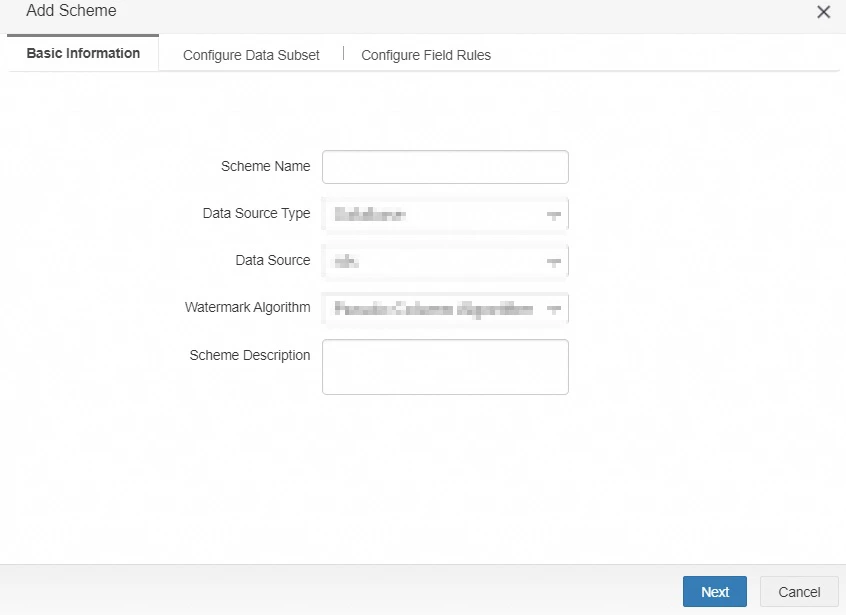 Add Scheme
Basic Information
Configure Data Subset
Configure Field Rules
Scheme Name
Data Source Type
Data Source
Watermark Algorithm
Scheme Description
Next
Cancel